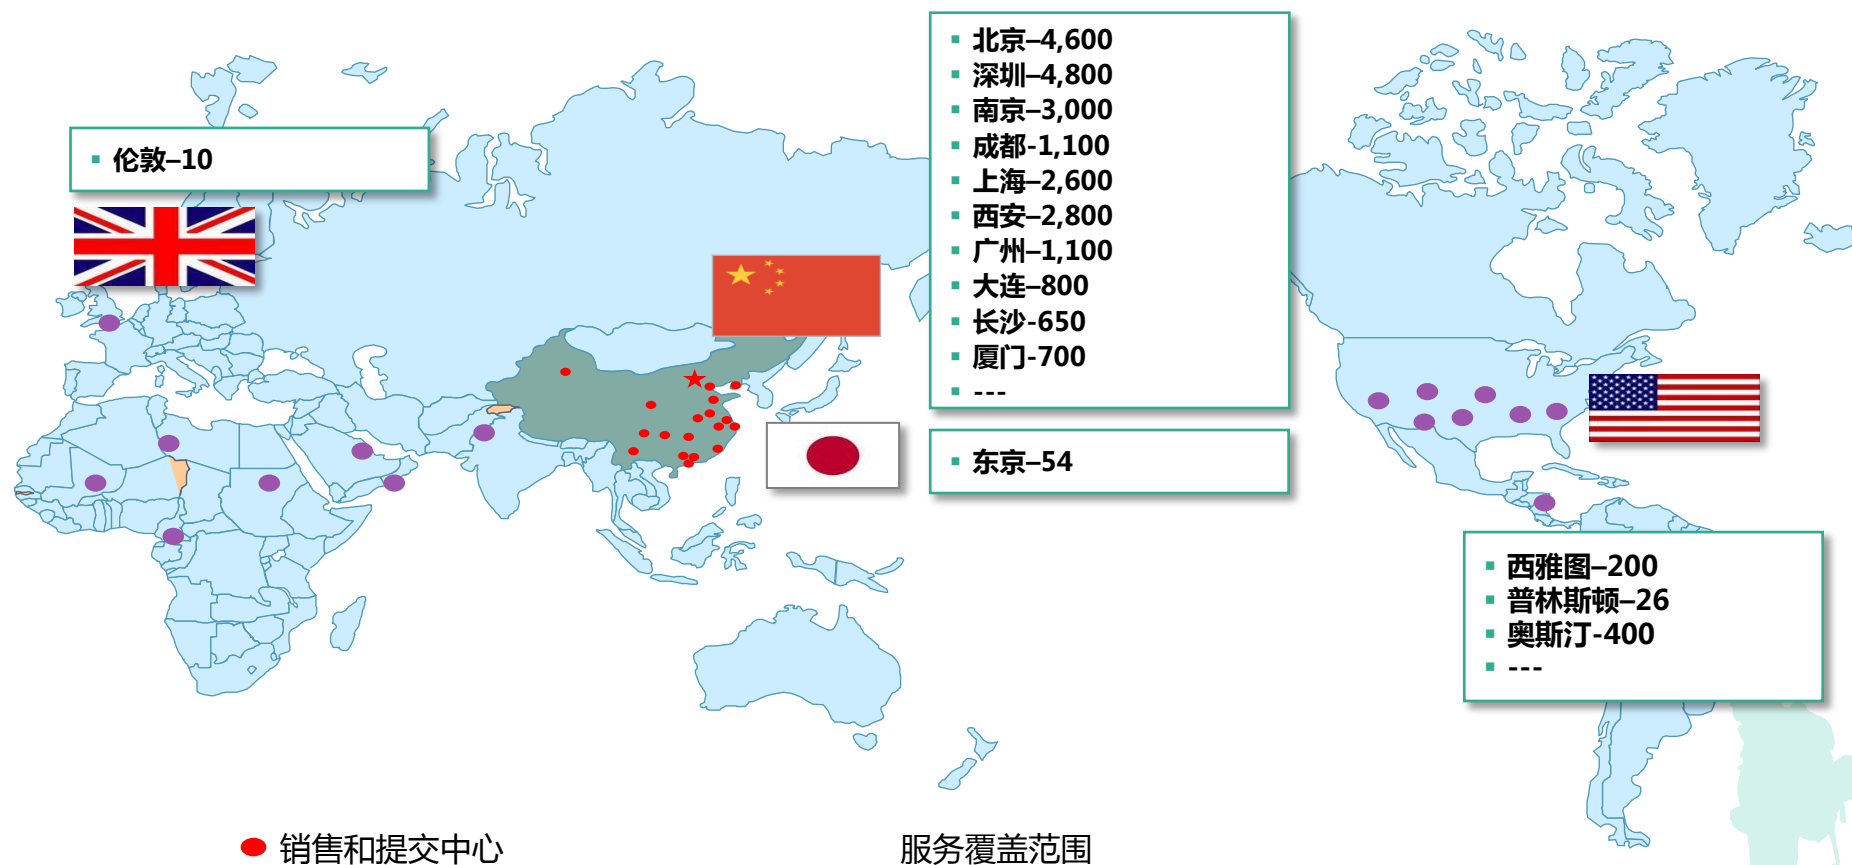 伦敦–10
北京–4,600
深圳–4,800
南京–3,000
成都-1,100
上海–2,600
西安–2,800
广州–1,100
大连–800
长沙-650
厦门-700
---
东京–54
西雅图–200
普林斯顿–26
奥斯汀-400
---
销售和提交中心
服务覆盖范围